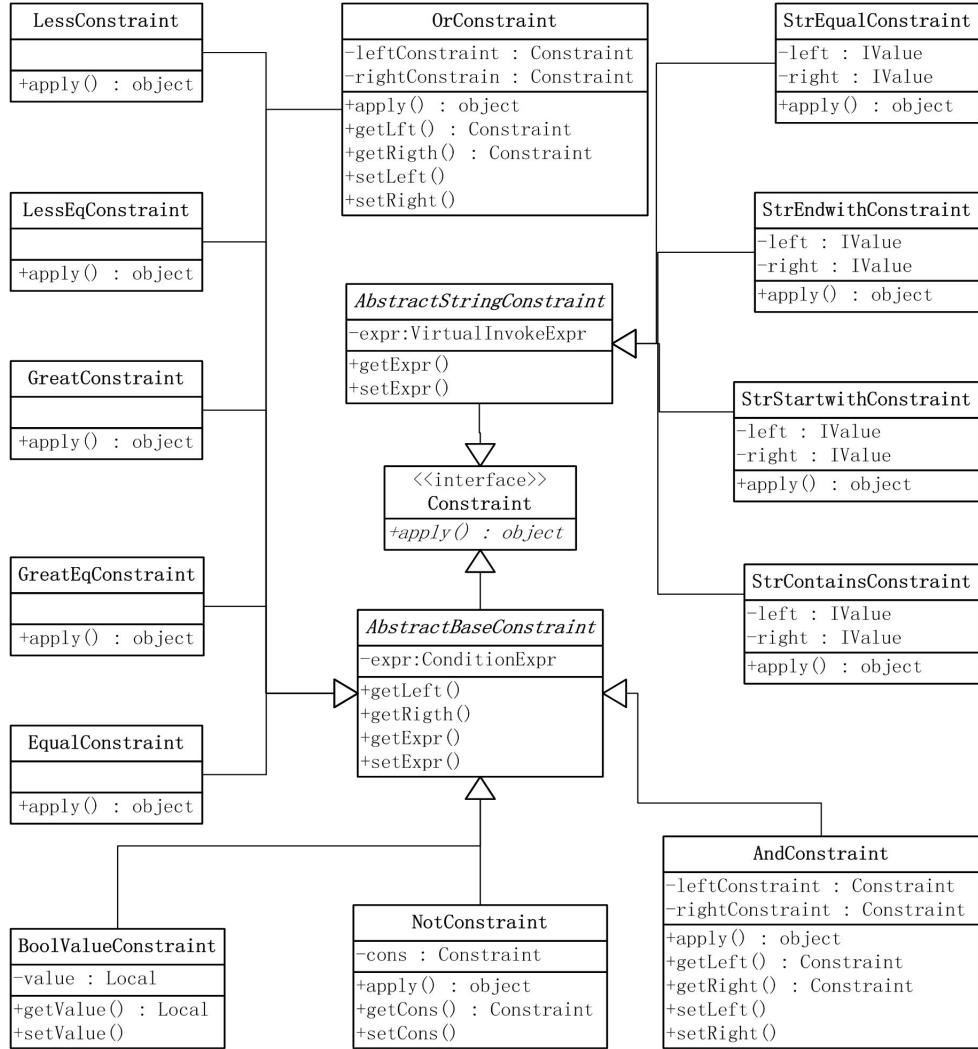 LessConstraint
+apply() : object
OrConstraint
-leftConstraint : Constraint
-rightConstrain : Constraint
+apply() : object
+getLft() : Constraint
+getRigth() : Constraint
+setLeft()
+setRight()
StrEqualConstraint
-left : IValue
-right : IValue
+apply() : object
LessEqConstraint
+apply() : object
StrEndwithConstraint
-left : IValue
-right : IValue
+apply() : object
AbstractStringConstraint
-expr:VirtualInvokeExpr
+getExpr()
+setExpr()
GreatConstraint
+apply() : object
StrStartwithConstraint
-left : IValue
-right : IValue
+apply() : object
<<interface>>
Constraint
+apply() : object
GreatEqConstraint
+apply() : object
StrContainsConstraint
-left : IValue
-right : IValue
+apply() : object
AbstractBaseConstraint
-expr:ConditionExpr
+getLeft()
+getRigth()
+getExpr()
+setExpr()
EqualConstraint
+apply() : object
AndConstraint
-leftConstraint : Constraint
-rightConstraint : Constraint
+apply() : object
+getLeft() : Constraint
+getRight() : Constraint
+setLeft()
+setRight()
BoolValueConstraint
-value : Local
+getValue() : Local
+setValue()
NotConstraint
-cons : Constraint
+apply() : object
+getCons() : Constraint
+setCons()